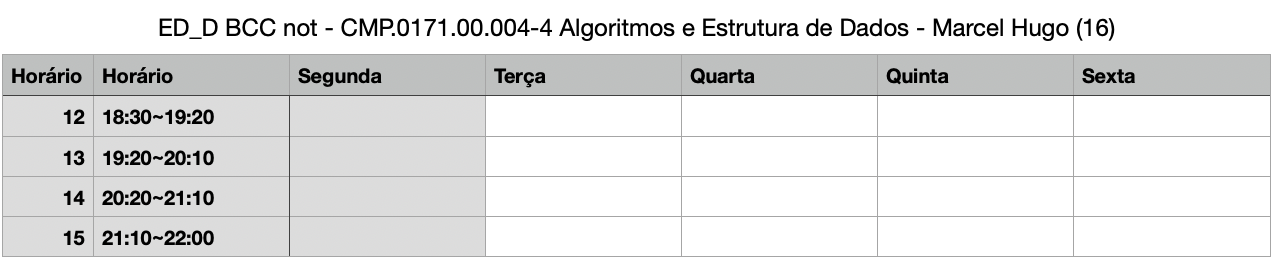 ED_D BCC not - CMP.0171.00.004-4 Algoritmos e Estrutura de Dados - Marcel Hugo (16)
Horário Horário Segunda Terça Quarta Quinta Sexta
12 18:30~19:20
13 19:20~20:10
14 20:20~21:10
15 21:10~22:00